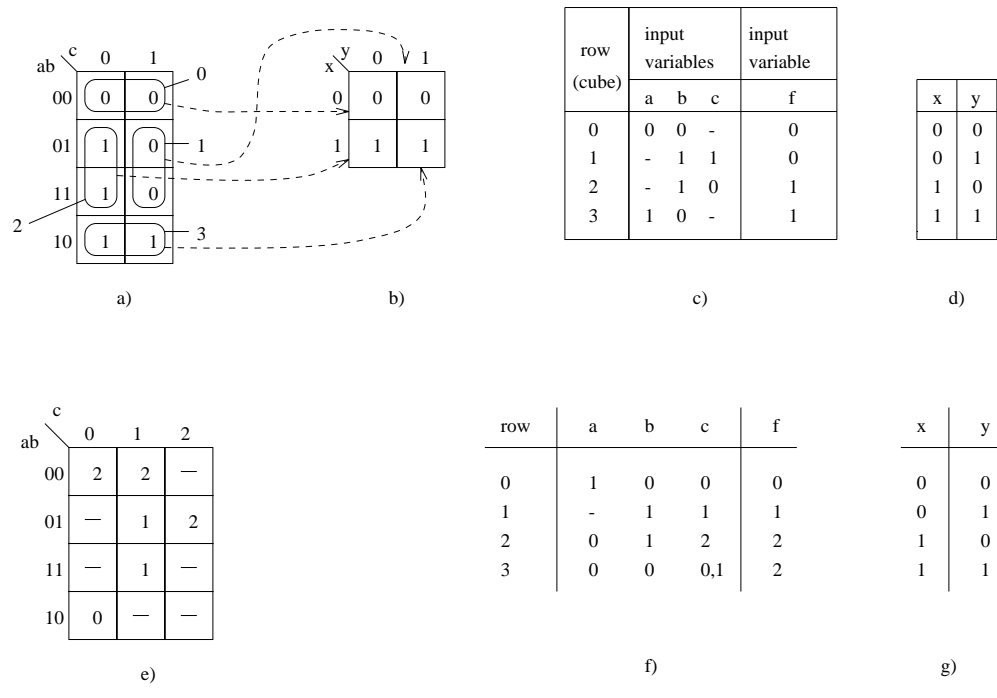 c
0 1
ab
00 0 0
0
01 1 0
1
11 1 0
2
10 1 1
3
a)
y
0 1
x
0 0 0
1 1 1
b)
row
(cube)
input
variables
input
variable
a b c f
0 0 0 - 0
1 - 1 1 0
2 - 1 0 1
3 1 0 - 1
c)
x y
0 0
0 1
1 0
1 1
d)
c
ab
0 1 2
00 2 2 —
01 — 1 2
11 — 1 —
10 0 — —
e)
row a b c f
0 1 0 0 0
1 - 1 1 1
2 0 1 2 2
3 0 0 0,1 2
f)
x y
0 0
0 1
1 0
1 1
g)